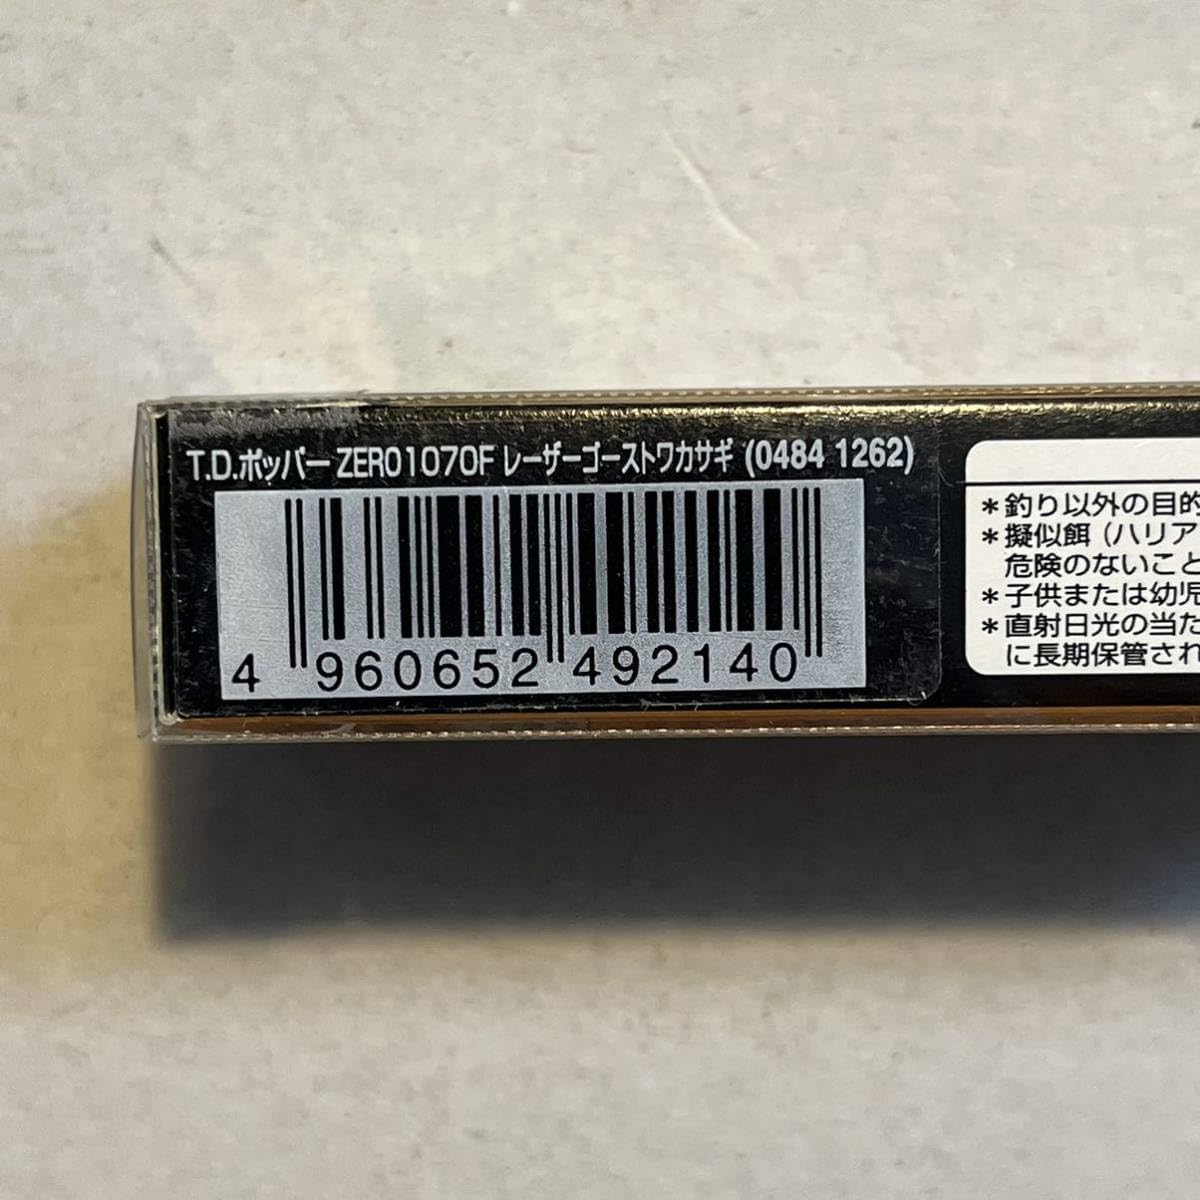 T.D.ポッパー ZERO1070F レーザーゴーストワカサギ (0484 1262)
4 960652 492140
＊釣り以外の目的
＊擬似餌（ハリア
危険のないこと
＊子供または幼児
＊直射日光の当た
に長期保管され